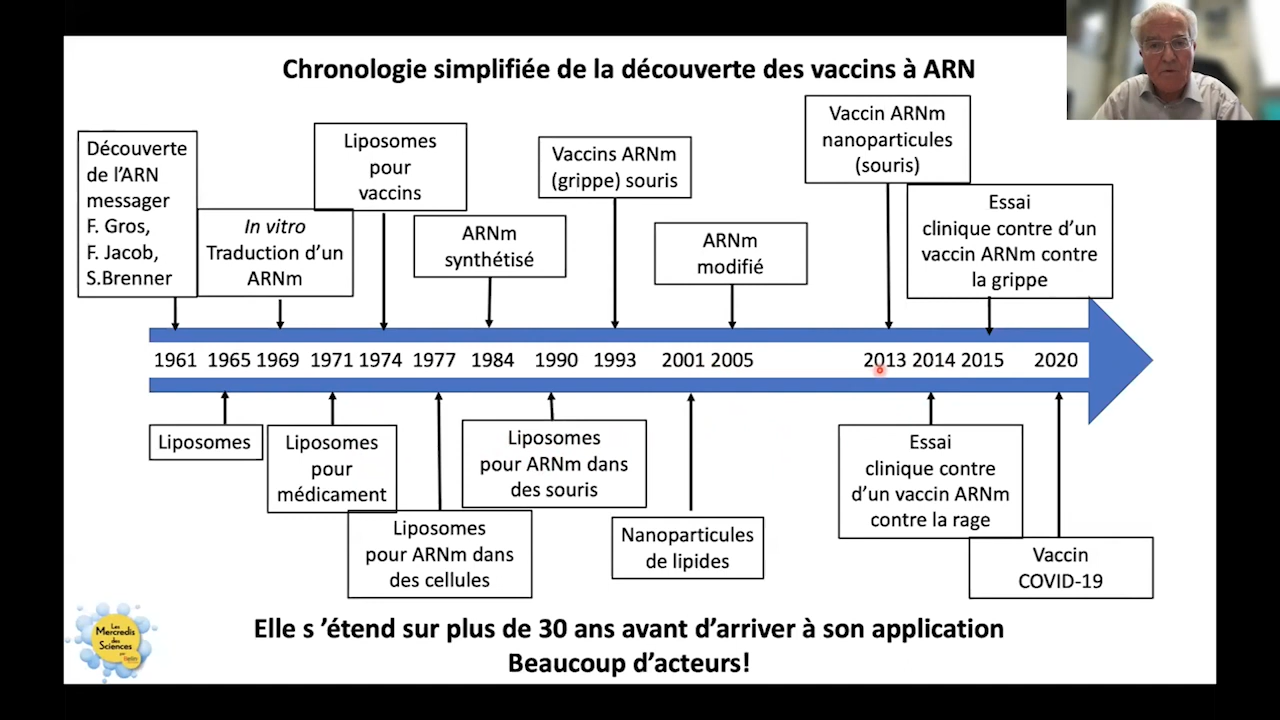 Chronologie simplifiée de la découverte des vaccins à ARN
Découverte
de l'ARN
messager
F. Gros,
F. Jacob,
S.Brenner
In vitro
Traduction d'un
ARNm
Liposomes
pour
vaccins
ARNm
synthétisé
Vaccins ARNm
(grippe) souris
ARNm
modifié
Vaccin ARNm
nanoparticules
(souris)
Essai
clinique contre d'un
vaccin ARNm contre
la grippe
1961 1965 1969 1971 1974 1977 1984 1990 1993 2001 2005 2013 2014 2015 2020
Liposomes
Liposomes
pour
médicament
Liposomes
pour ARNm dans
des cellules
Liposomes
pour ARNm dans
des souris
Nanoparticules
de lipides
Essai
clinique contre
d'un vaccin ARNm
contre la rage
Vaccin
COVID-19
Elle s 'étend sur plus de 30 ans avant d'arriver à son application
Beaucoup d'acteurs!
Les
Mercredis
des
Sciences